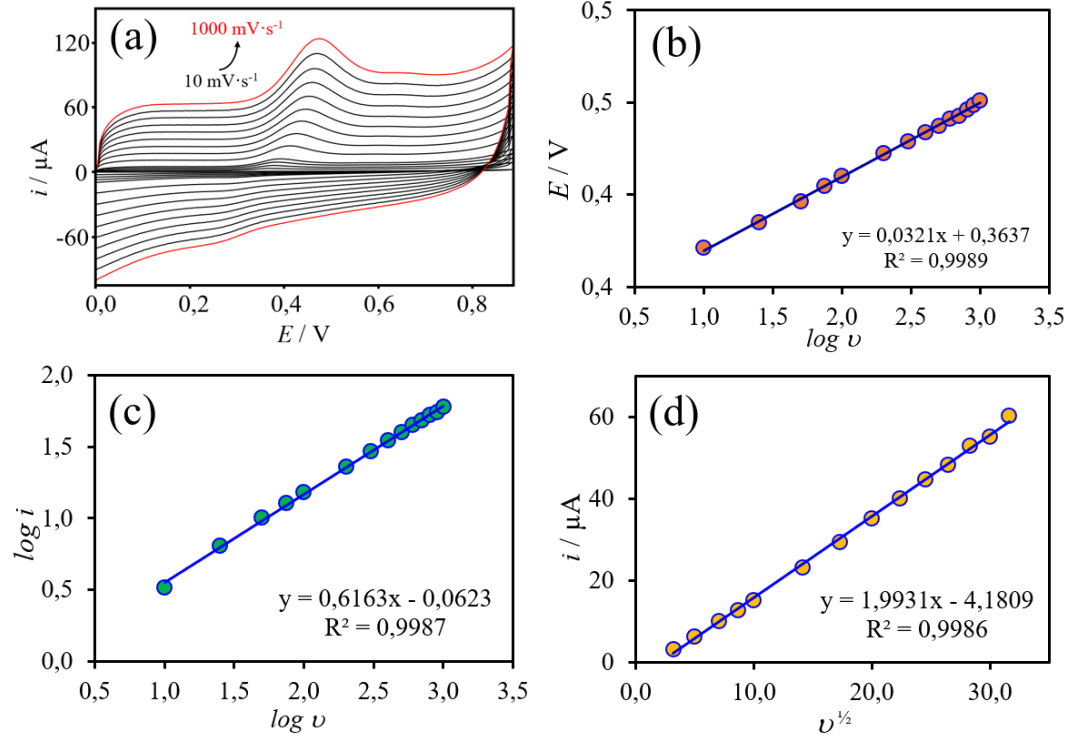 (a)
1000 mV·s⁻¹
10 mV·s⁻¹
120
60
0
-60
i / µA
0,0 0,2 0,4 0,6 0,8
E / V
(b)
0,5
0,5
0,4
0,4
E / V
y = 0,0321x + 0,3637
R² = 0,9989
0,5 1,0 1,5 2,0 2,5 3,0 3,5
log υ
(c)
2,0
1,5
1,0
0,5
0,0
log i
y = 0,6163x - 0,0623
R² = 0,9987
0,5 1,0 1,5 2,0 2,5 3,0 3,5
log υ
(d)
60
40
20
0
i / µA
y = 1,9931x - 4,1809
R² = 0,9986
0,0 10,0 20,0 30,0
υ^½